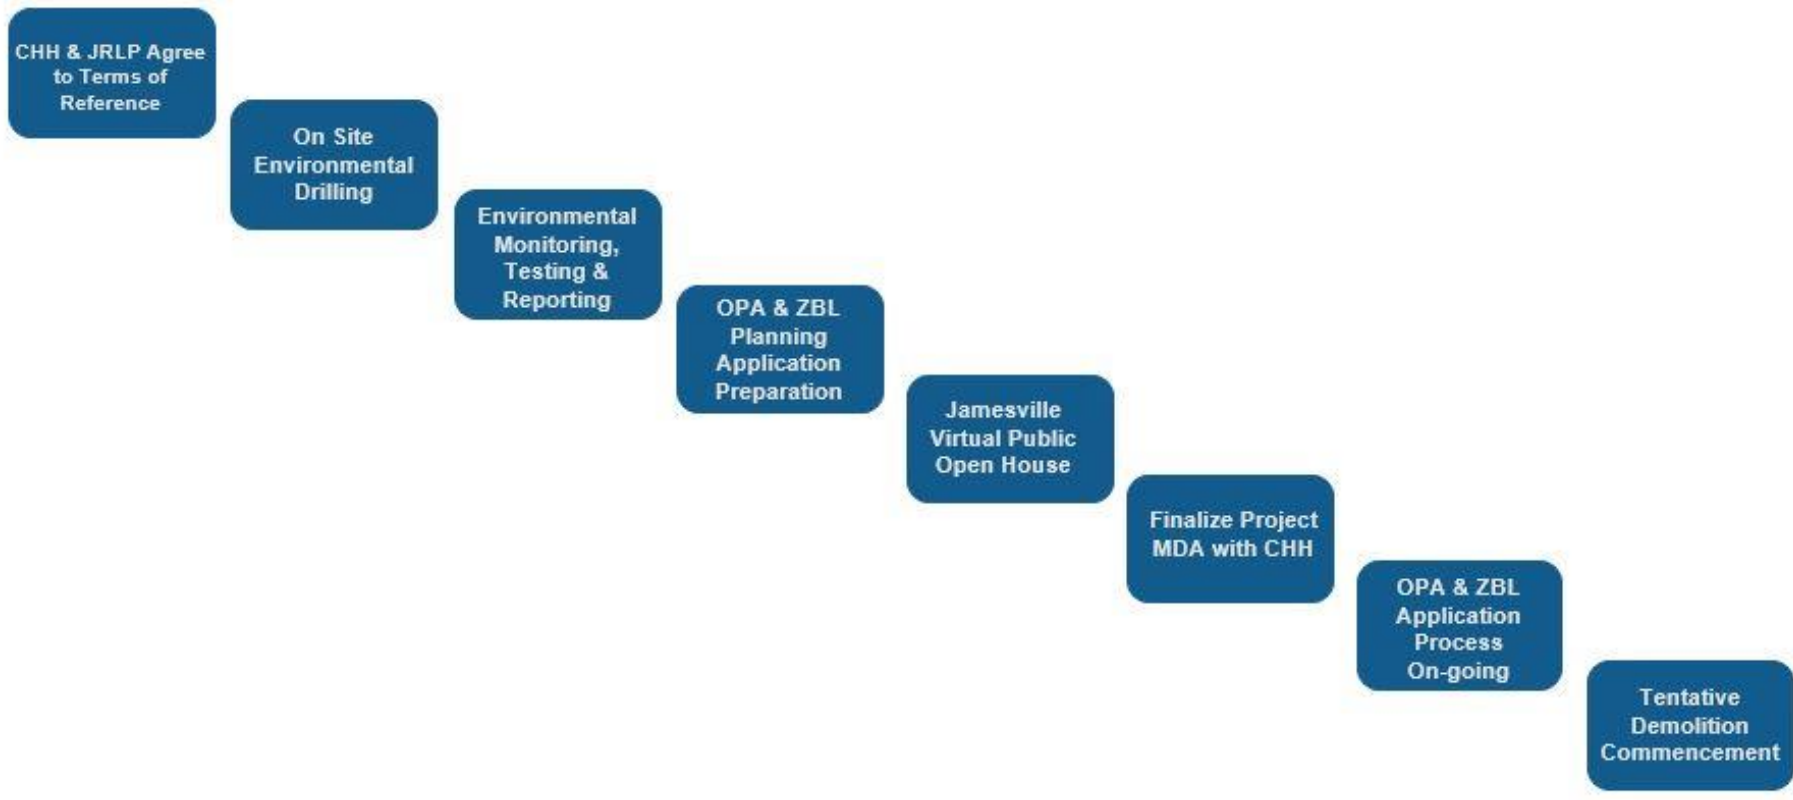 CHH & JRLP Agree
to Terms of
Reference
On Site
Environmental
Drilling
Environmental
Monitoring,
Testing &
Reporting
OPA & ZBL
Planning
Application
Preparation
Jamesville
Virtual Public
Open House
Finalize Project
MDA with CHH
OPA & ZBL
Application
Process
On-going
Tentative
Demolition
Commencement